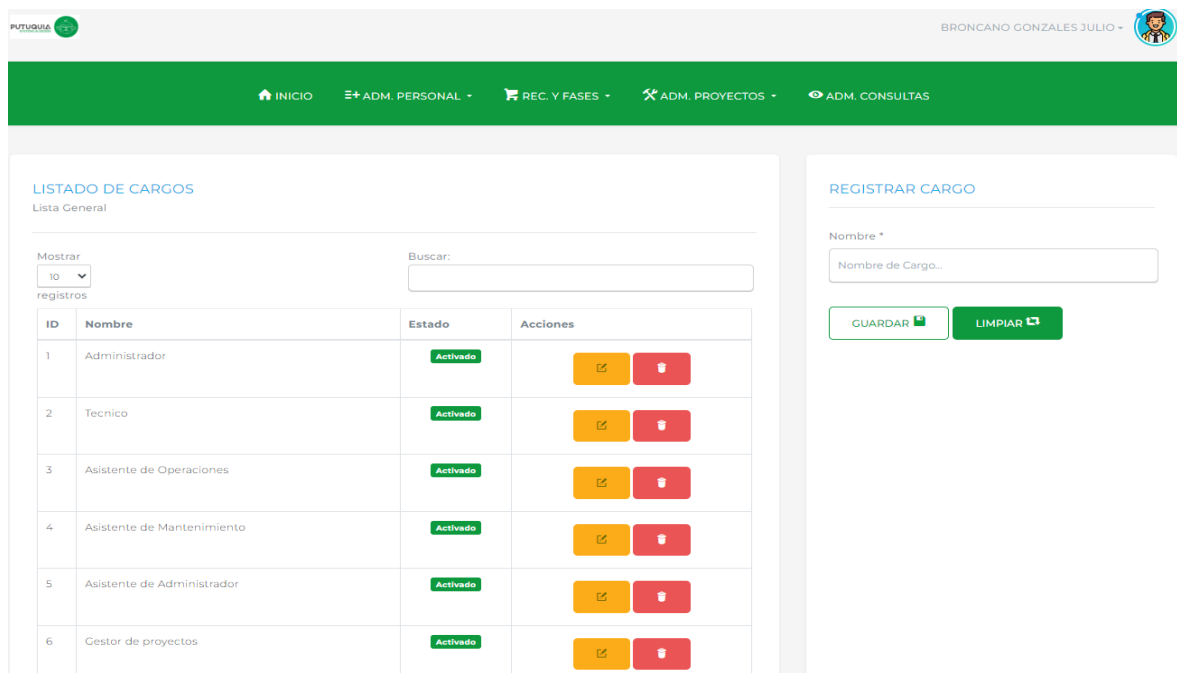 PUTUQUIA
BRONCANO GONZALES JULIO
INICIO ADM. PERSONAL REC. Y FASES ADM. PROYECTOS ADM. CONSULTAS
LISTADO DE CARGOS
Lista General
Mostrar
10
registros
Buscar:
ID Nombre Estado Acciones
1 Administrador Activado
2 Tecnico Activado
3 Asistente de Operaciones Activado
4 Asistente de Mantenimiento Activado
5 Asistente de Administrador Activado
6 Gestor de proyectos Activado
REGISTRAR CARGO
Nombre *
Nombre de Cargo...
GUARDAR LIMPIAR